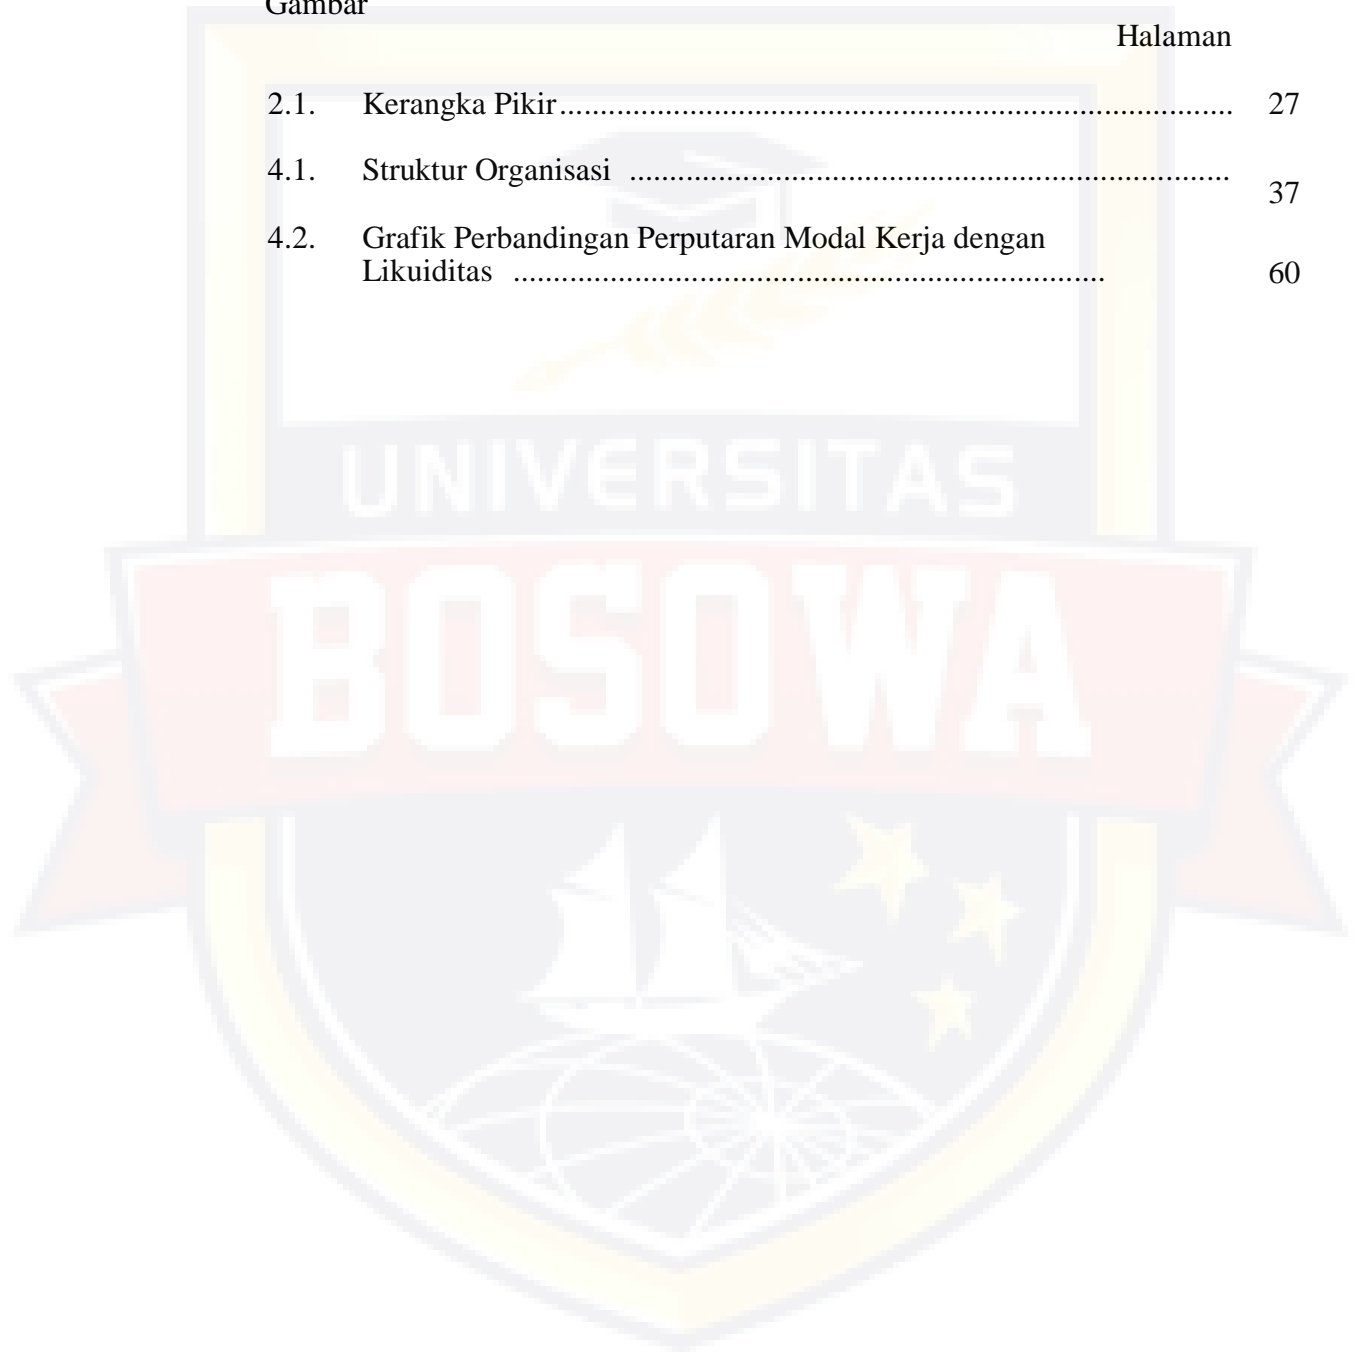 Gambar
Halaman
2.1. Kerangka Pikir.................................................................................... 27
4.1. Struktur Organisasi ........................................................................... 37
4.2. Grafik Perbandingan Perputaran Modal Kerja dengan
Likuiditas .......................................................................... 60
UNIVERSITAS
BOSOWA